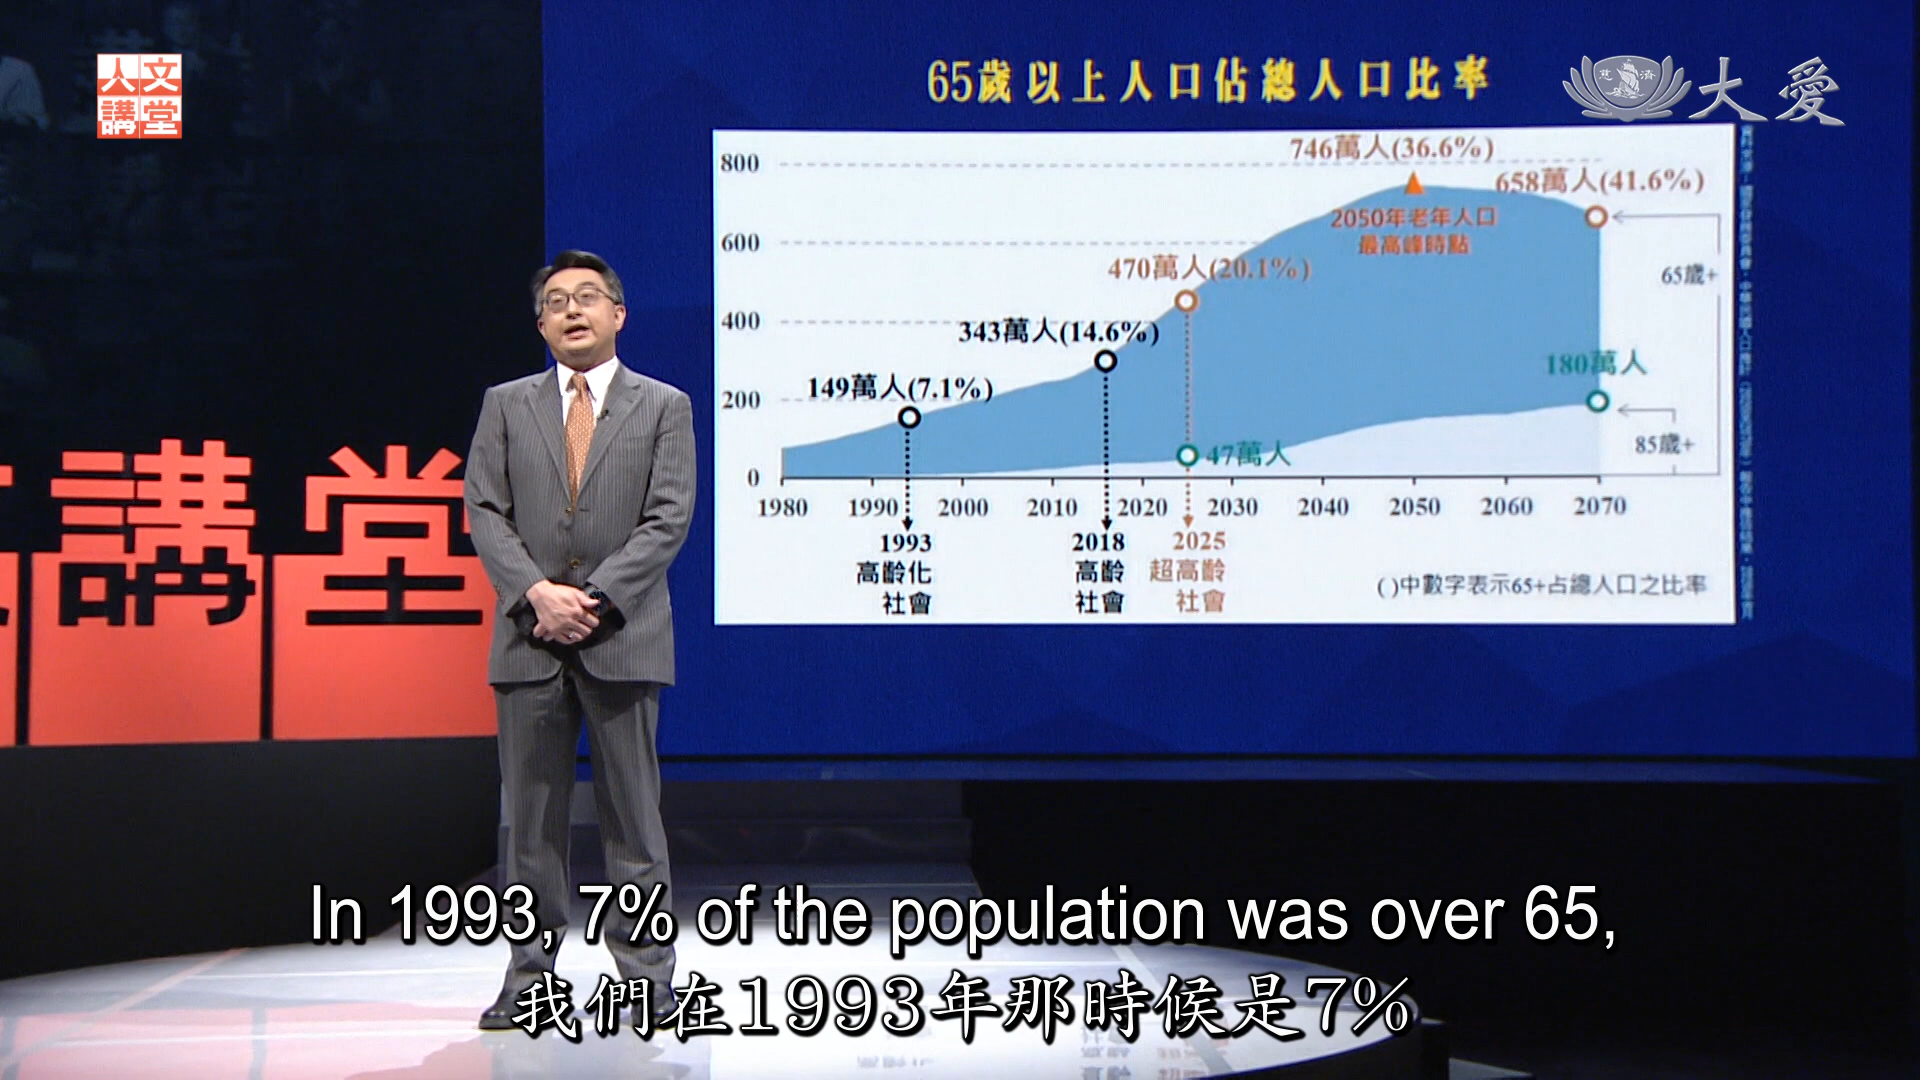 人文
講堂
65歲以上人口佔總人口比率
慈濟
大愛
800
600
400
200
0
746萬人(36.6%)
658萬人(41.6%)
2050年老年人口
最高峰時點
470萬人(20.1%)
65歲+
343萬人(14.6%)
149萬人(7.1%)
180萬人
85歲+
47萬人
1980 1990 2000 2010 2020 2030 2040 2050 2060 2070
1993
高齡化
社會
2018
高齡
社會
2025
超高齡
社會
( )中數字表示65+占總人口之比率
講堂
In 1993, 7% of the population was over 65,
我們在1993年那時候是7%